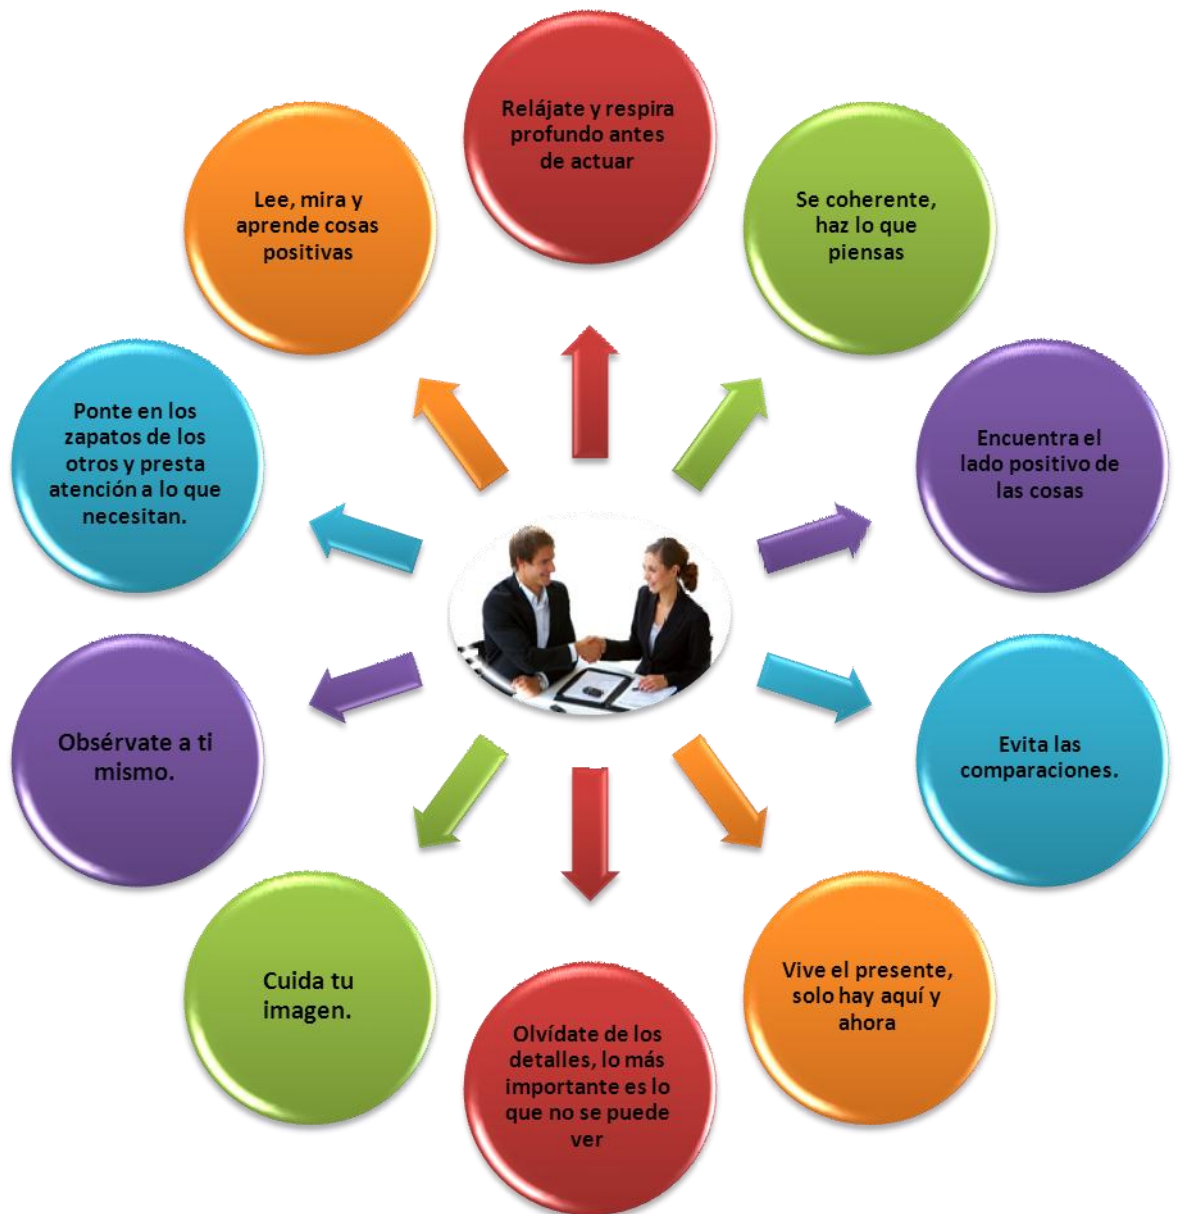 Relájate y respira
profundo antes
de actuar
Se coherente,
haz lo que
piensas
Encuentra el
lado positivo de
las cosas
Evita las
comparaciones.
Vive el presente,
solo hay aquí y
ahora
Olvídate de los
detalles, lo más
importante es lo
que no se puede
ver
Cuida tu
imagen.
Obsérvate a ti
mismo.
Ponte en los
zapatos de los
otros y presta
atención a lo que
necesitan.
Lee, mira y
aprende cosas
positivas